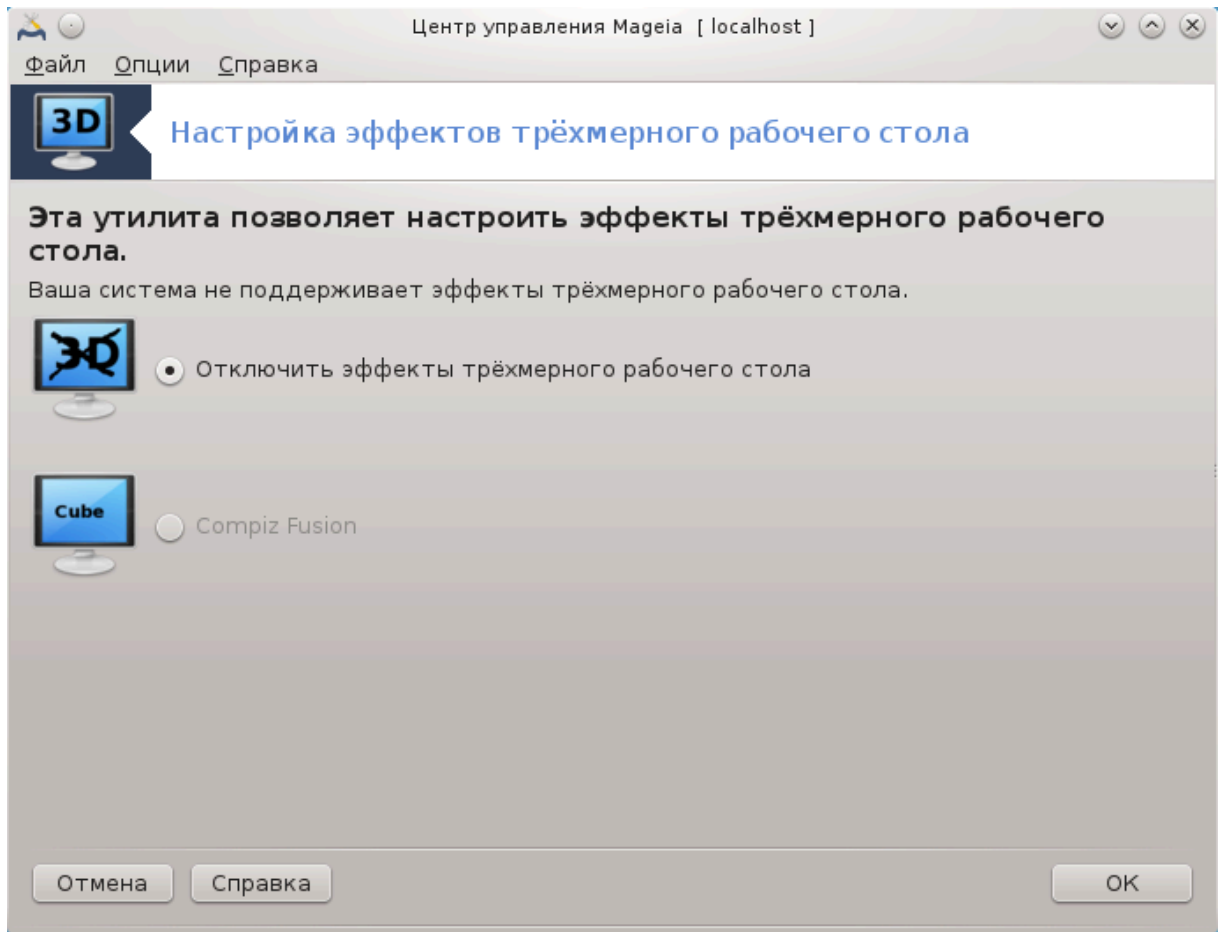 Центр управления Mageia [ localhost ]
Файл Опции Справка
3D
Настройка эффектов трёхмерного рабочего стола
Эта утилита позволяет настроить эффекты трёхмерного рабочего
стола.
Ваша система не поддерживает эффекты трёхмерного рабочего стола.
3D
Отключить эффекты трёхмерного рабочего стола
Cube
Compiz Fusion
Отмена Справка OK